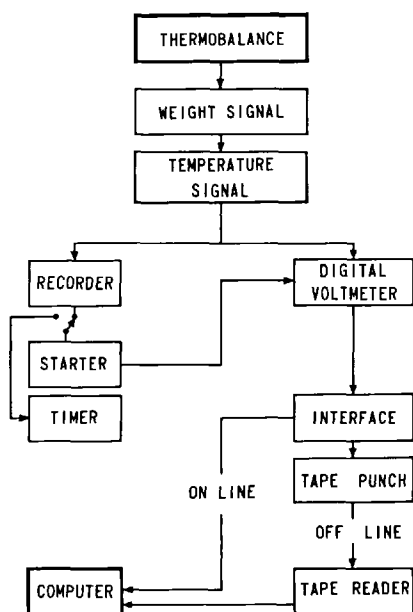 THERMOBALANCE
WEIGHT SIGNAL
TEMPERATURE
SIGNAL
RECORDER
DIGITAL
VOLTMETER
STARTER
TIMER
INTERFACE
TAPE PUNCH
ON LINE
OFF LINE
COMPUTER
TAPE READER